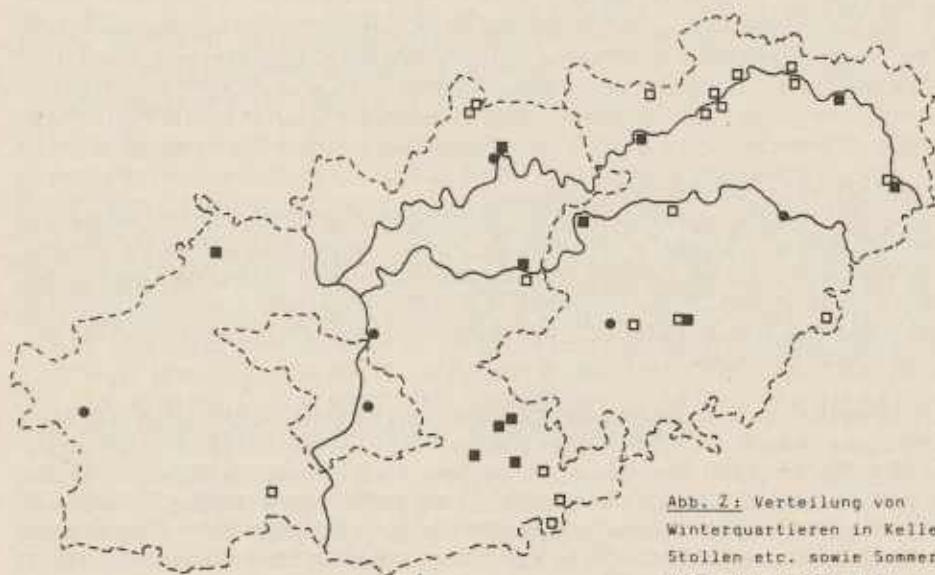 Abb. 2: Verteilung von
Winterquartieren in Kelle
Stollen etc. sowie Sommer